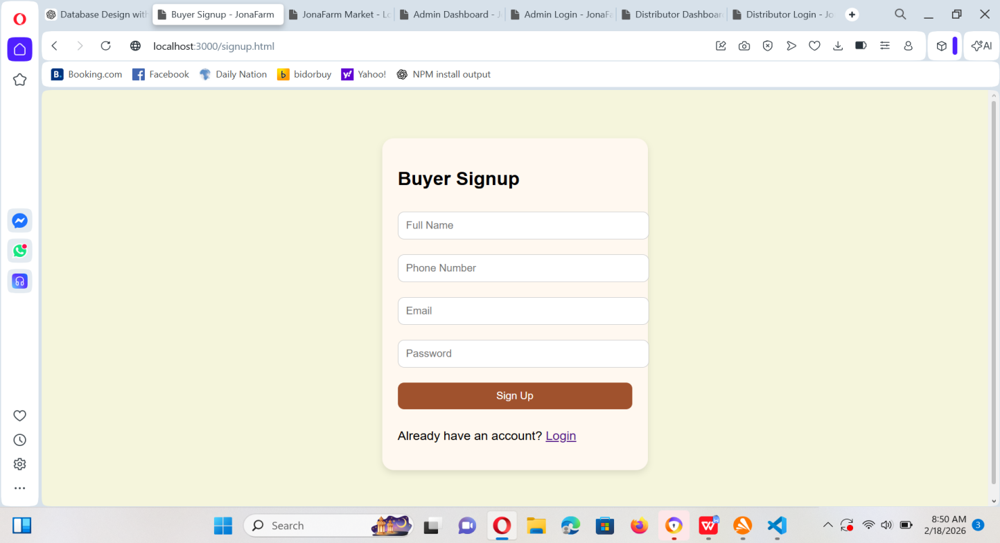 Database Design with
Buyer Signup - JonaFarm
JonaFarm Market - Lo
Admin Dashboard - J
Admin Login - JonaFa
Distributor Dashboar
Distributor Login - Jo
localhost:3000/signup.html
AI
B. Booking.com
Facebook
Daily Nation
b bidorbuy
Yahoo!
NPM install output
Buyer Signup
Full Name
Phone Number
Email
Password
Sign Up
Already have an account? Login
Search
8:50 AM
2/18/2026
3